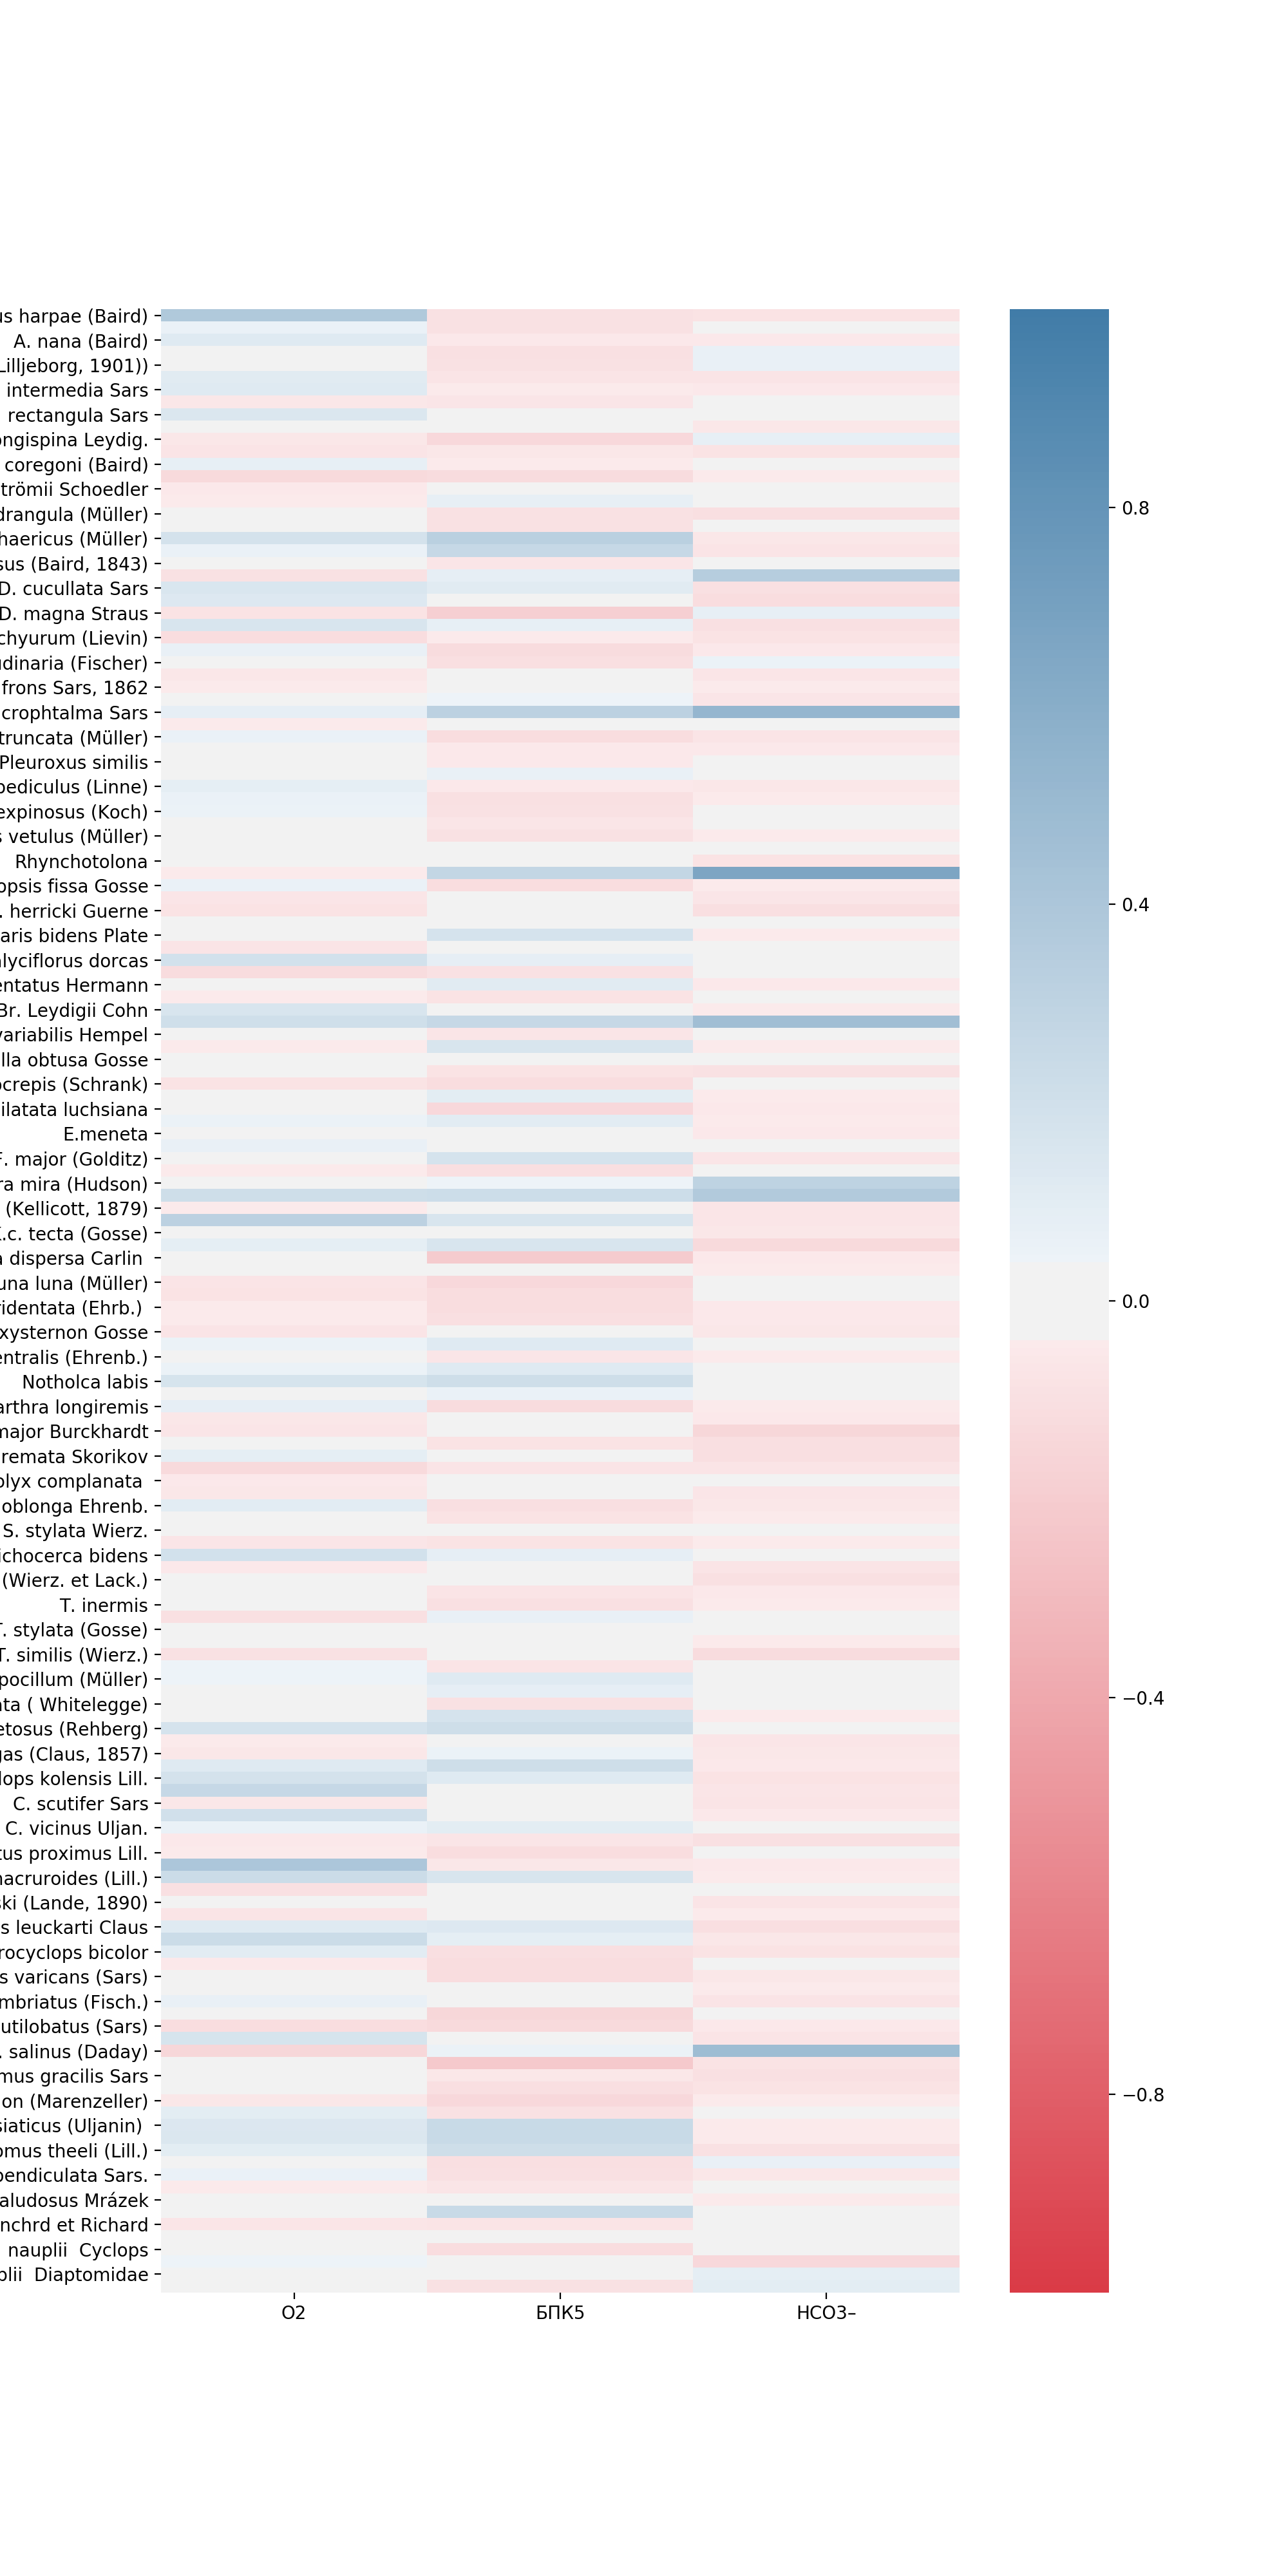 us harpae (Baird)
A. nana (Baird)
Lilljeborg, 1901))
intermedia Sars
rectangula Sars
ongispina Leydig.
coregoni (Baird)
trömii Schoedler
drangula (Müller)
haericus (Müller)
sus (Baird, 1843)
D. cucullata Sars
D. magna Straus
chyurum (Lievin)
udinaria (Fischer)
frons Sars, 1862
crophtalma Sars
truncata (Müller)
Pleuroxus similis
pediculus (Linne)
expinosus (Koch)
s vetulus (Müller)
Rhynchotolona
opsis fissa Gosse
. herricki Guerne
aris bidens Plate
lyciflorus dorcas
entatus Hermann
Br. Leydigii Cohn
variabilis Hempel
lla obtusa Gosse
ocrepis (Schrank)
ilatata luchsiana
E.meneta
F. major (Golditz)
ra mira (Hudson)
(Kellicott, 1879)
K.c. tecta (Gosse)
a dispersa Carlin
una luna (Müller)
ridentata (Ehrb.)
xysternon Gosse
entralis (Ehrenb.)
Notholca labis
arthra longiremis
major Burckhardt
remata Skorikov
olyx complanata
oblonga Ehrenb.
S. stylata Wierz.
ichocerca bidens
(Wierz. et Lack.)
T. inermis
T. stylata (Gosse)
T. similis (Wierz.)
pocillum (Müller)
ata ( Whitelegge)
etosus (Rehberg)
gas (Claus, 1857)
lops kolensis Lill.
C. scutifer Sars
C. vicinus Uljan.
tus proximus Lill.
nacruroides (Lill.)
ski (Lande, 1890)
s leuckarti Claus
rocyclops bicolor
s varicans (Sars)
mbriatus (Fisch.)
utilobatus (Sars)
. salinus (Daday)
mus gracilis Sars
on (Marenzeller)
siaticus (Uljanin)
omus theeli (Lill.)
pendiculata Sars.
aludosus Mrázek
nchrd et Richard
nauplii  Cyclops
plii  Diaptomidae
O2
БПК5
HCO3–
0.8
0.4
0.0
−0.4
−0.8